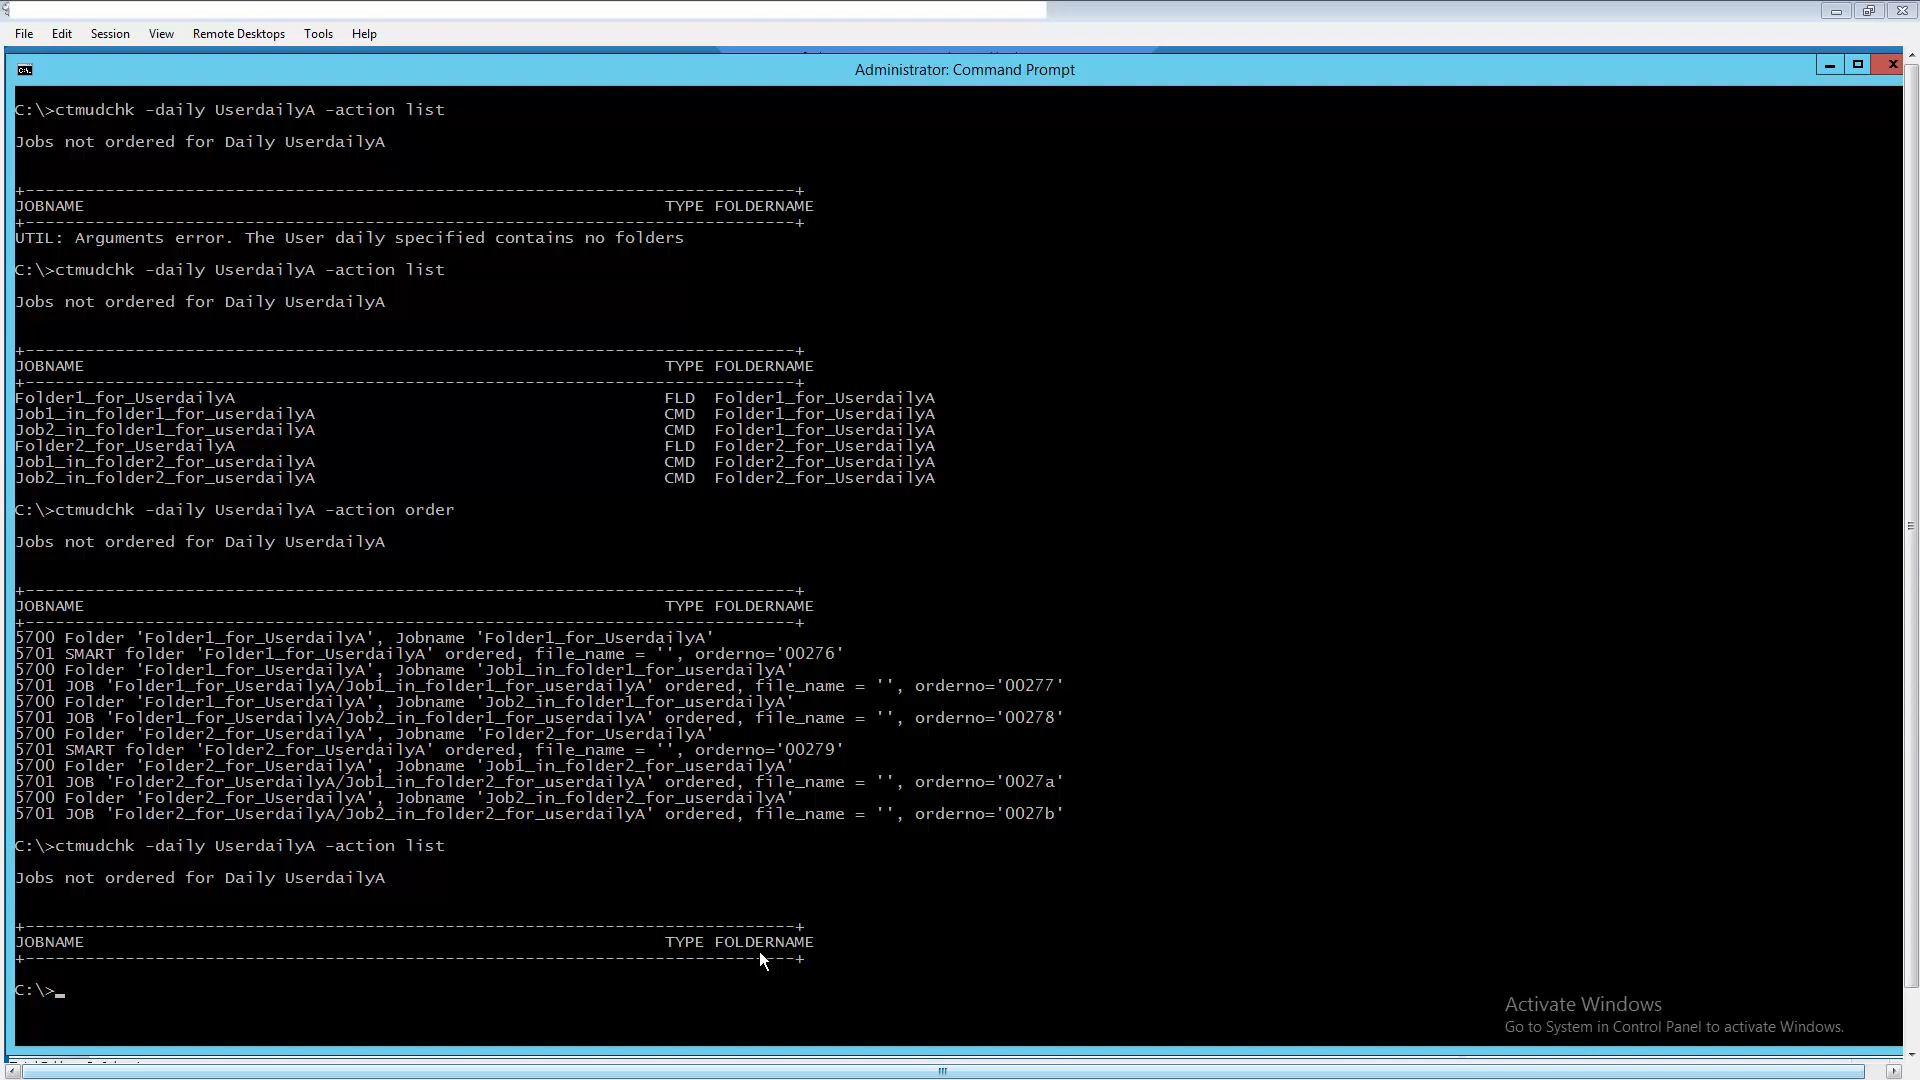 File Edit Session View Remote Desktops Tools Help
Administrator: Command Prompt
C:\>ctmudchk -daily UserdailyA -action list
Jobs not ordered for Daily UserdailyA
+------------------------------------------------------------------------------+
JOBNAME TYPE FOLDERNAME
+------------------------------------------------------------------------------+
UTIL: Arguments error. The User daily specified contains no folders
C:\>ctmudchk -daily UserdailyA -action list
Jobs not ordered for Daily UserdailyA
+------------------------------------------------------------------------------+
JOBNAME TYPE FOLDERNAME
+------------------------------------------------------------------------------+
Folder1_for_UserdailyA FLD Folder1_for_UserdailyA
Job1_in_folder1_for_userdailyA CMD Folder1_for_UserdailyA
Job2_in_folder1_for_userdailyA CMD Folder1_for_UserdailyA
Folder2_for_UserdailyA FLD Folder2_for_UserdailyA
Job1_in_folder2_for_userdailyA CMD Folder2_for_UserdailyA
Job2_in_folder2_for_userdailyA CMD Folder2_for_UserdailyA
C:\>ctmudchk -daily UserdailyA -action order
Jobs not ordered for Daily UserdailyA
+------------------------------------------------------------------------------+
JOBNAME TYPE FOLDERNAME
+------------------------------------------------------------------------------+
5700 Folder 'Folder1_for_UserdailyA', Jobname 'Folder1_for_UserdailyA'
5701 SMART folder 'Folder1_for_UserdailyA' ordered, file_name = '', orderno='00276'
5700 Folder 'Folder1_for_UserdailyA', Jobname 'Job1_in_folder1_for_userdailyA'
5701 JOB 'Folder1_for_UserdailyA/Job1_in_folder1_for_userdailyA' ordered, file_name = '', orderno='00277'
5700 Folder 'Folder1_for_UserdailyA', Jobname 'Job2_in_folder1_for_userdailyA'
5701 JOB 'Folder1_for_UserdailyA/Job2_in_folder1_for_userdailyA' ordered, file_name = '', orderno='00278'
5700 Folder 'Folder2_for_UserdailyA', Jobname 'Folder2_for_UserdailyA'
5701 SMART folder 'Folder2_for_UserdailyA' ordered, file_name = '', orderno='00279'
5700 Folder 'Folder2_for_UserdailyA', Jobname 'Job1_in_folder2_for_userdailyA'
5701 JOB 'Folder2_for_UserdailyA/Job1_in_folder2_for_userdailyA' ordered, file_name = '', orderno='0027a'
5700 Folder 'Folder2_for_UserdailyA', Jobname 'Job2_in_folder2_for_userdailyA'
5701 JOB 'Folder2_for_UserdailyA/Job2_in_folder2_for_userdailyA' ordered, file_name = '', orderno='0027b'
C:\>ctmudchk -daily UserdailyA -action list
Jobs not ordered for Daily UserdailyA
+------------------------------------------------------------------------------+
JOBNAME TYPE FOLDERNAME
+------------------------------------------------------------------------------+
C:\>_
Activate Windows
Go to System in Control Panel to activate Windows.